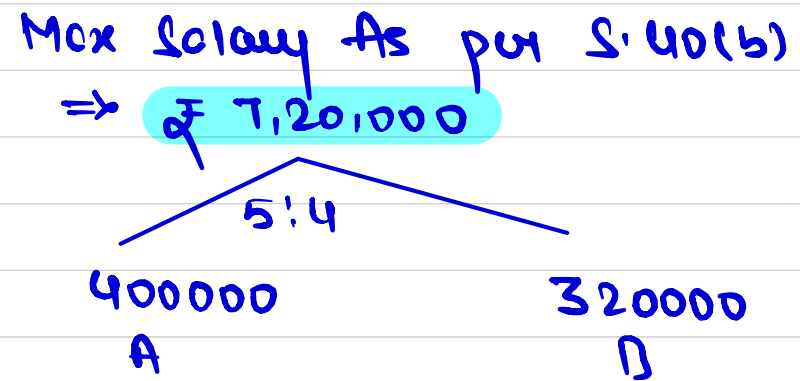 Max Salary As per S.40(b)
⇒ ₹ 7,20,000
5:4
400000 320000
A B